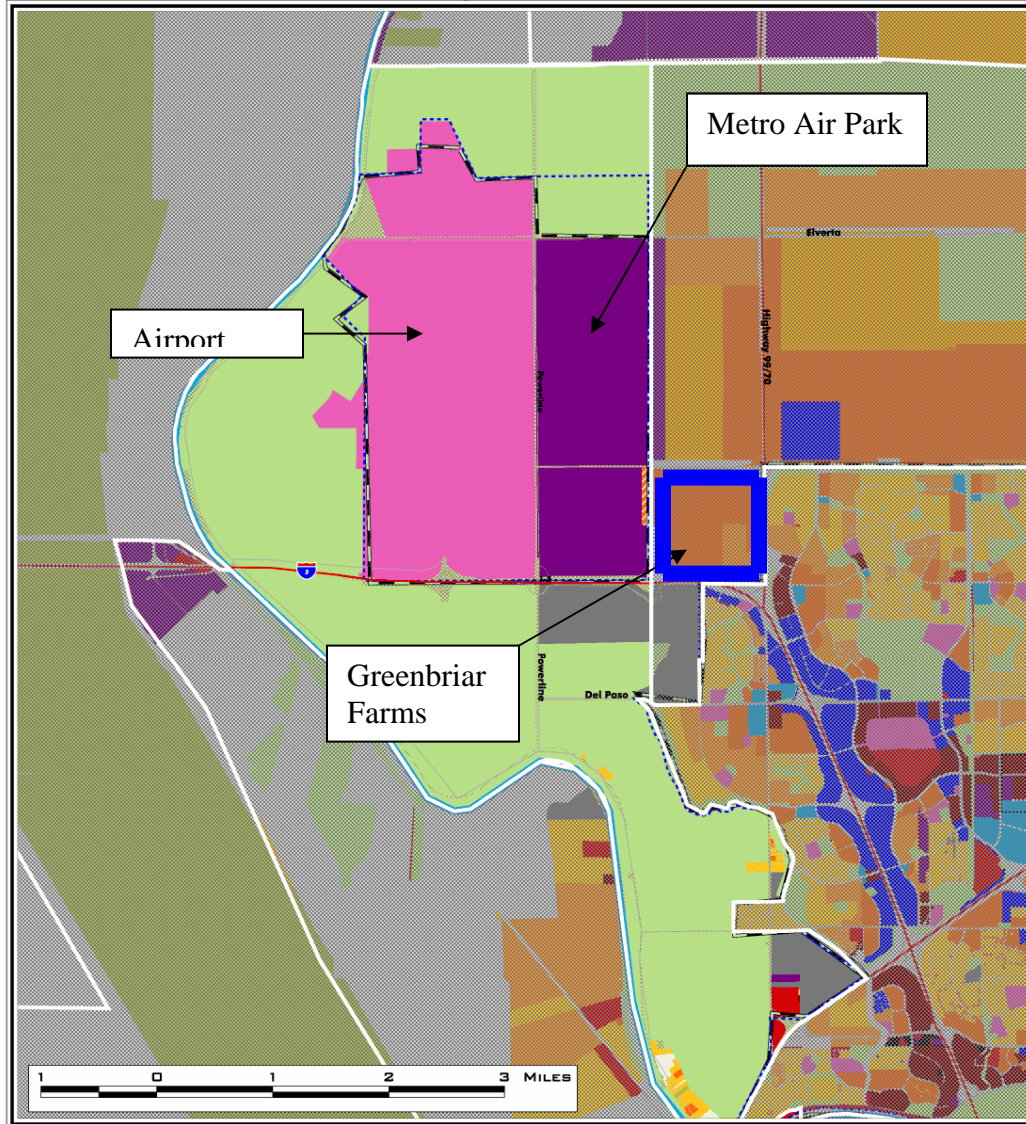 Metro Air Park
Elverta
Airport
Highway 99/70
Powerline
5
Greenbriar
Farms
Powerline
Del Paso
1 0 1 2 3 MILES